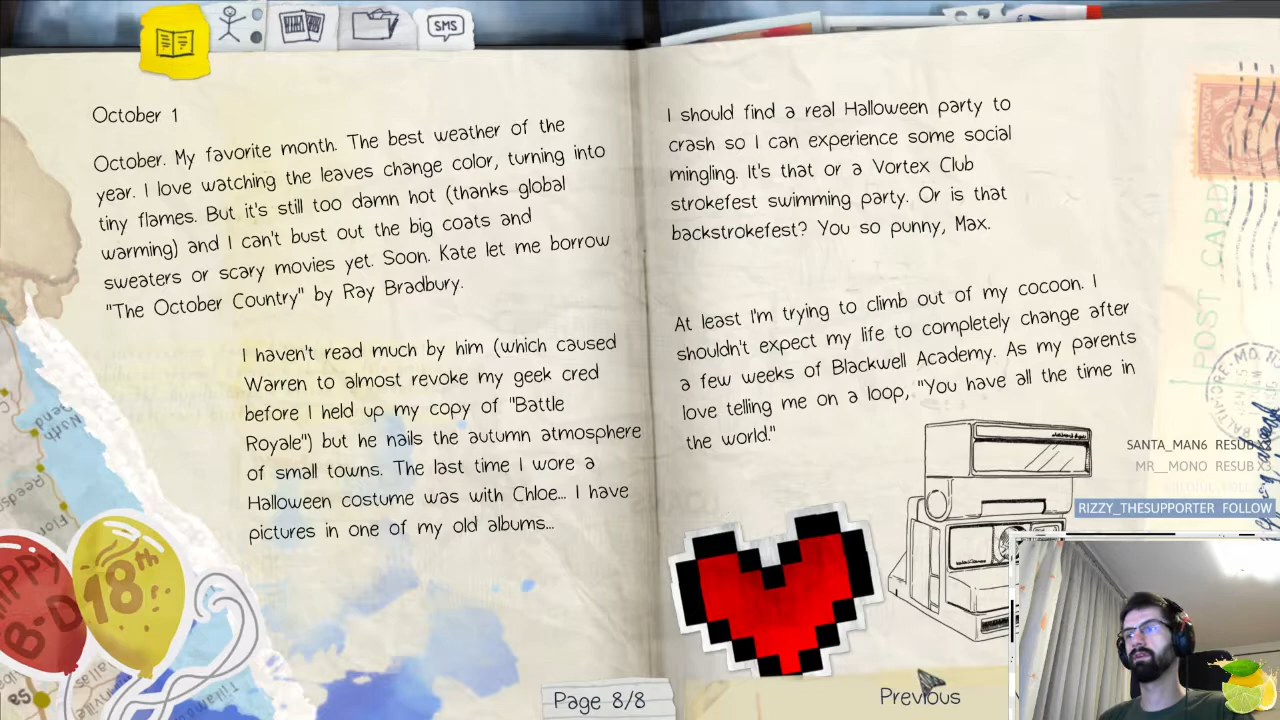 SMS
October 1
October. My favorite month. The best weather of the
year. I love watching the leaves change color, turning into
tiny flames. But it's still too damn hot (thanks global
warming) and I can't bust out the big coats and
sweaters or scary movies yet. Soon. Kate let me borrow
"The October Country" by Ray Bradbury.
I haven't read much by him (which caused
Warren to almost revoke my geek cred
before I held up my copy of "Battle
Royale") but he nails the autumn atmosphere
of small towns. The last time I wore a
Halloween costume was with Chloe... I have
pictures in one of my old albums...
HAPPY
B-D
18th
Page 8/8
I should find a real Halloween party to
crash so I can experience some social
mingling. It's that or a Vortex Club
strokefest swimming party. Or is that
backstrokefest? You so punny, Max.
At least I'm trying to climb out of my cocoon. I
shouldn't expect my life to completely change after
a few weeks of Blackwell Academy. As my parents
love telling me on a loop, "You have all the time in
the world."
Previous
POST CARD
SANTA_MAN6 RESUB X3
MR__MONO RESUB X3
RIZZY_THESUPPORTER FOLLOW